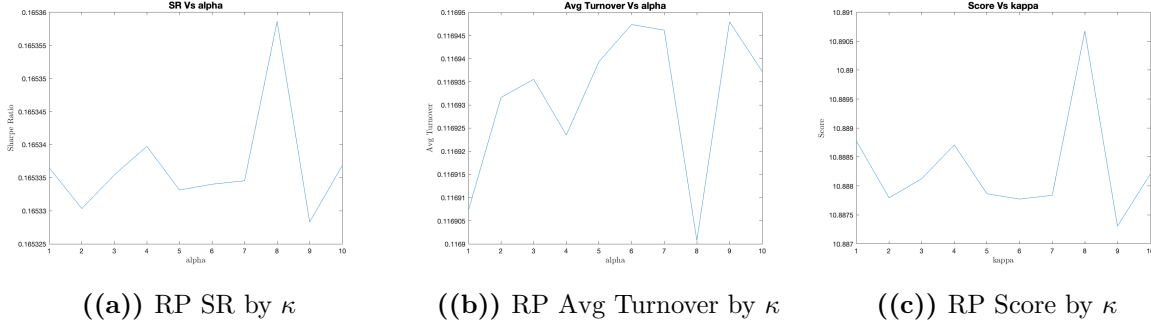 SR Vs alpha
0.16536
0.165355
0.16535
0.165345
0.16534
0.165335
0.16533
0.165325
Sharpe Ratio
1 2 3 4 5 6 7 8 9 10
alpha
((a)) RP SR by κ
Avg Turnover Vs alpha
0.11695
0.116945
0.11694
0.116935
0.11693
0.116925
0.11692
0.116915
0.11691
0.116905
0.1169
Avg Turnover
1 2 3 4 5 6 7 8 9 10
alpha
((b)) RP Avg Turnover by κ
Score Vs kappa
10.891
10.8905
10.89
10.8895
10.889
10.8885
10.888
10.8875
10.887
Score
1 2 3 4 5 6 7 8 9 10
kappa
((c)) RP Score by κ